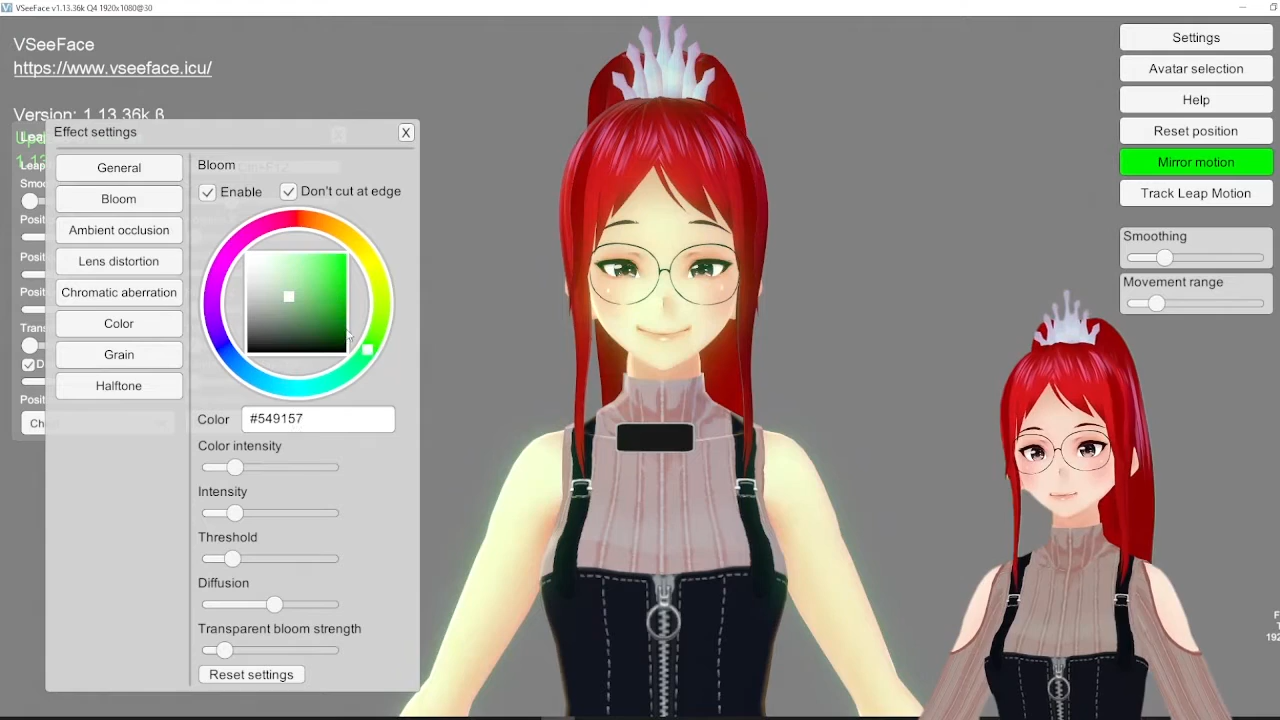 VSeeFace v1.13.36k Q4 1920x1080@30
VSeeFace
https://www.vseeface.icu/
Version: 1.13.36k β
Effect settings
X
General
Bloom
Ambient occlusion
Lens distortion
Chromatic aberration
Color
Grain
Halftone
Bloom
Enable
Don't cut at edge
Color
#549157
Color intensity
Intensity
Threshold
Diffusion
Transparent bloom strength
Reset settings
Settings
Avatar selection
Help
Reset position
Mirror motion
Track Leap Motion
Smoothing
Movement range